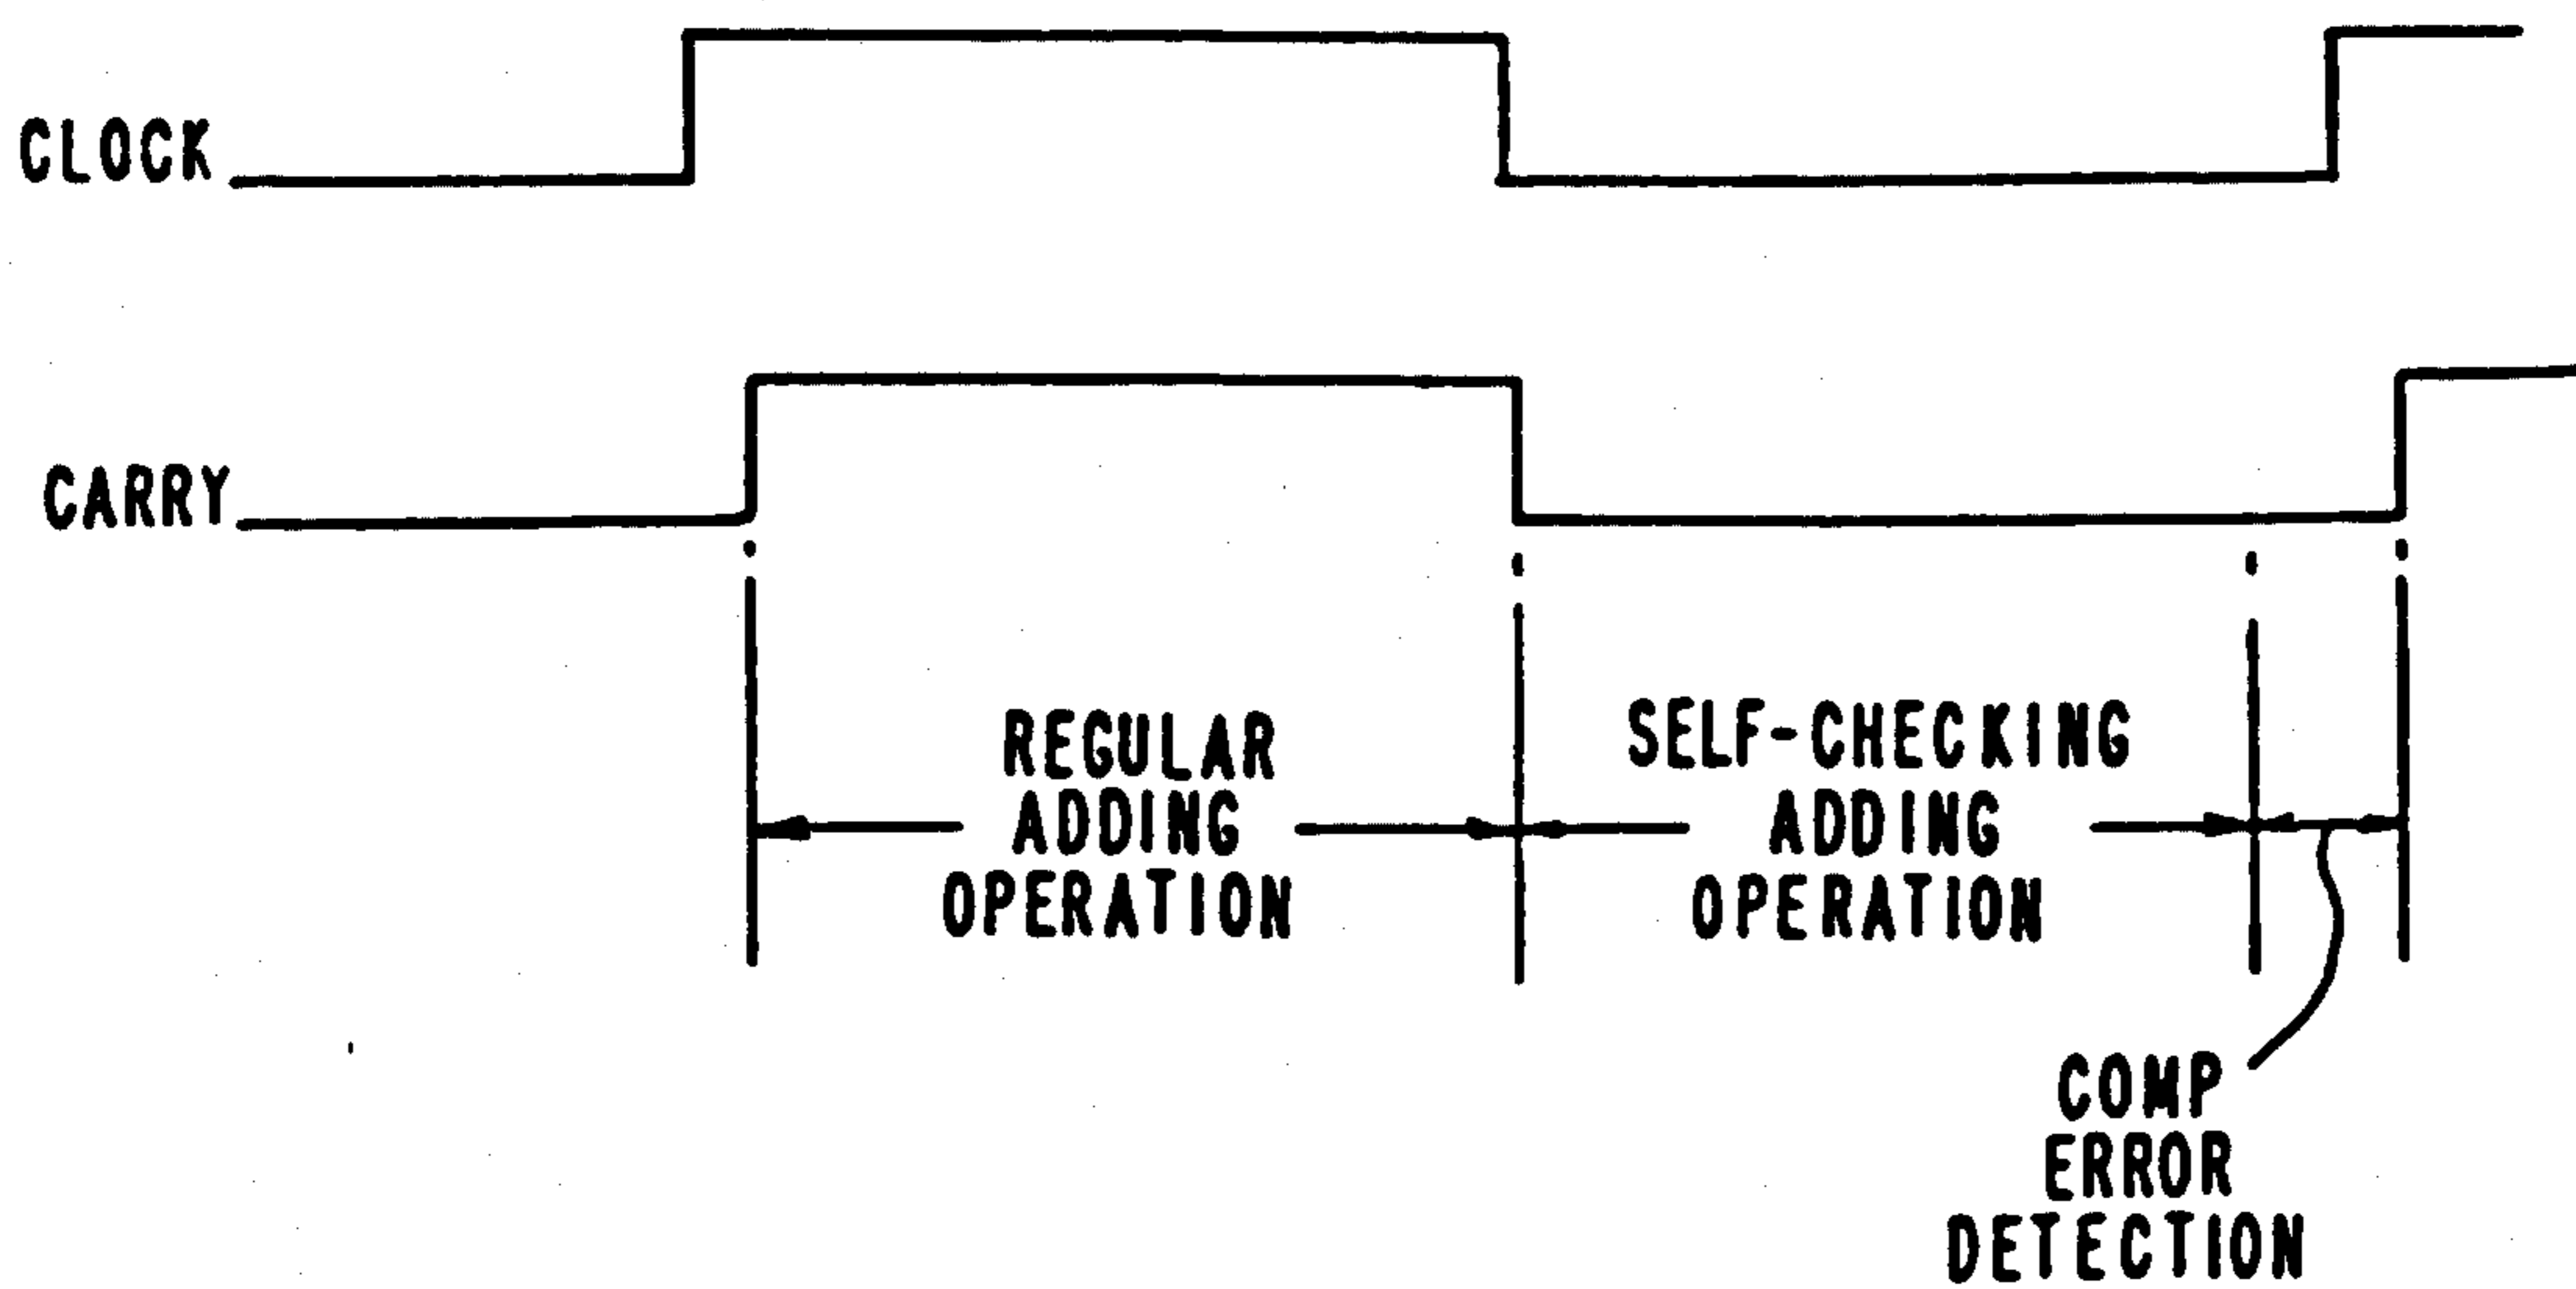 CLOCK
CARRY
REGULAR
ADDING
OPERATION
SELF-CHECKING
ADDING
OPERATION
COMP
ERROR
DETECTION